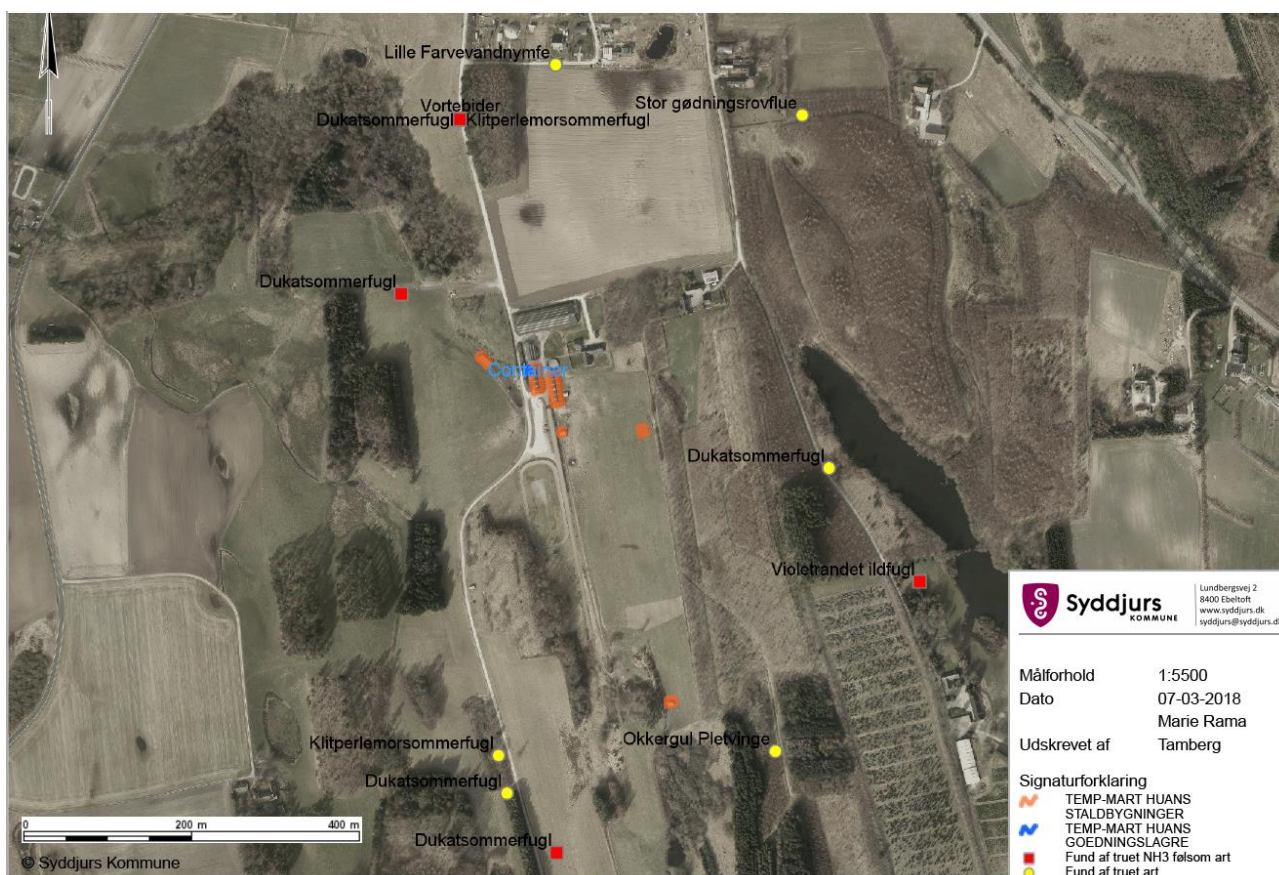 Lille Farvevandnymfe
Vortebider
Dukatsommerfugl Klitperlemorsommerfugl
Stor gødningsrovflue
Dukatsommerfugl
Container
Dukatsommerfugl
Violetrandet ildfugl
Klitperlemorsommerfugl
Okkergul Pletvinge
Dukatsommerfugl
Dukatsommerfugl
0 200 m 400 m
© Syddjurs Kommune
Syddjurs
KOMMUNE
Lundbergsvej 2
8400 Ebeltoft
www.syddjurs.dk
syddjurs@syddjurs.d
Målforhold 1:5500
Dato 07-03-2018
Marie Rama
Udskrevet af Tamberg
Signaturforklaring
TEMP-MART HUANS
STALDBYGNINGER
TEMP-MART HUANS
GOEDNINGSLAGRE
Fund af truet NH3 følsom art
Fund af truet art